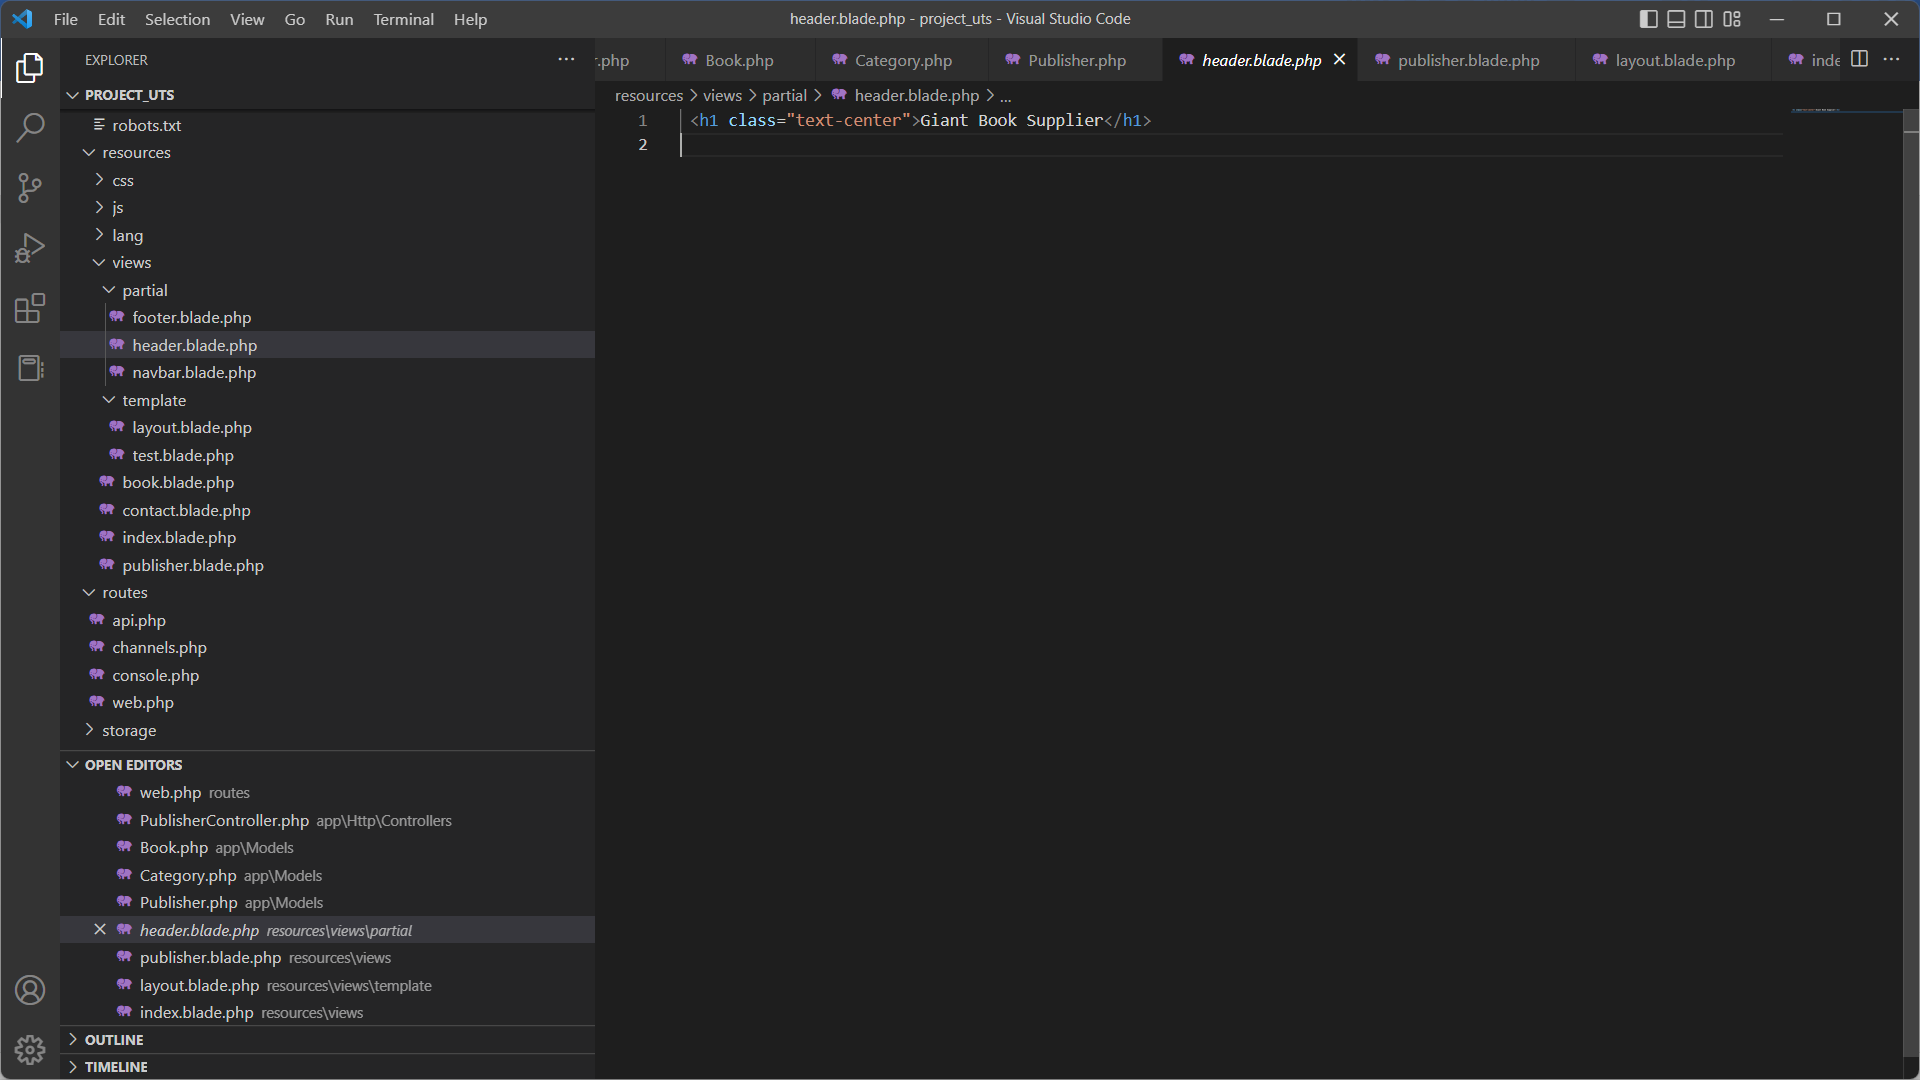 File Edit Selection View Go Run Terminal Help
header.blade.php - project_uts - Visual Studio Code
EXPLORER
PROJECT_UTS
robots.txt
resources
css
js
lang
views
partial
footer.blade.php
header.blade.php
navbar.blade.php
template
layout.blade.php
test.blade.php
book.blade.php
contact.blade.php
index.blade.php
publisher.blade.php
routes
api.php
channels.php
console.php
web.php
storage
OPEN EDITORS
web.php routes
PublisherController.php app\Http\Controllers
Book.php app\Models
Category.php app\Models
Publisher.php app\Models
header.blade.php resources\views\partial
publisher.blade.php resources\views
layout.blade.php resources\views\template
index.blade.php resources\views
OUTLINE
TIMELINE
r.php Book.php Category.php Publisher.php header.blade.php publisher.blade.php layout.blade.php inde
resources > views > partial > header.blade.php > ...
1 <h1 class="text-center">Giant Book Supplier</h1>
2